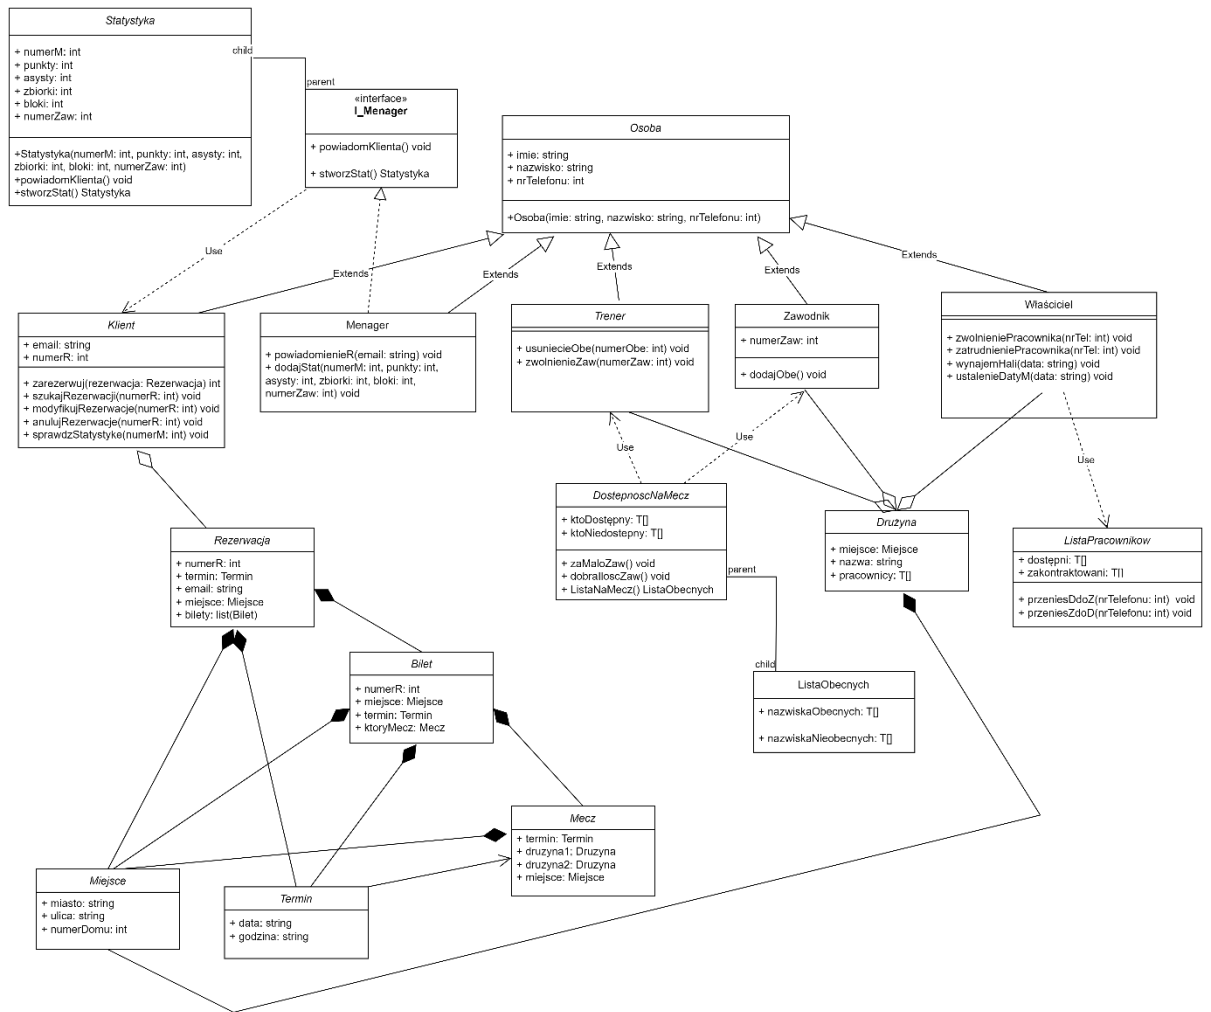 Statystyka
+ numerM: int
+ punkty: int
+ asysty: int
+ zbiorki: int
+ bloki: int
+ numerZaw: int
+Statystyka(numerM: int, punkty: int, asysty: int,
zbiorki: int, bloki: int, numerZaw: int)
+powiadomKlienta() void
+stworzStat() Statystyka
child
parent
«interface»
I_Menager
+ powiadomKlienta() void
+ stworzStat() Statystyka
Osoba
+ imie: string
+ nazwisko: string
+ nrTelefonu: int
+Osoba(imie: string, nazwisko: string, nrTelefonu: int)
Use
Extends
Extends
Extends
Extends
Extends
Klient
+ email: string
+ numerR: int
+ zarezerwuj(rezerwacja: Rezerwacja) int
+ szukajRezerwacji(numerR: int) void
+ modyfikujRezerwacje(numerR: int) void
+ anulujRezerwacje(numerR: int) void
+ sprawdzStatystyke(numerM: int) void
Menager
+ powiadomienieR(email: string) void
+ dodajStat(numerM: int, punkty: int,
asysty: int, zbiorki: int, bloki: int,
numerZaw: int) void
Trener
+ usuniecieObe(numerObe: int) void
+ zwolnienieZaw(numerZaw: int) void
Zawodnik
+ numerZaw: int
+ dodajObe() void
Właściciel
+ zwolnieniePracownika(nrTel: int) void
+ zatrudnieniePracownika(nrTel: int) void
+ wynajemHali(data: string) void
+ ustalenieDatyM(data: string) void
Use
Use
Use
DostepnoscNaMecz
+ ktoDostępny: T[]
+ ktoNiedostepny: T[]
+ zaMaloZaw() void
+ dobraIloscZaw() void
+ ListaNaMecz() ListaObecnych
Drużyna
+ miejsce: Miejsce
+ nazwa: string
+ pracownicy: T[]
ListaPracownikow
+ dostępni: T[]
+ zakontraktowani: T[]
+ przeniesDdoZ(nrTelefonu: int) void
+ przeniesZdoD(nrTelefonu: int) void
Rezerwacja
+ numerR: int
+ termin: Termin
+ email: string
+ miejsce: Miejsce
+ bilety: list(Bilet)
parent
child
Bilet
+ numerR: int
+ miejsce: Miejsce
+ termin: Termin
+ ktoryMecz: Mecz
ListaObecnych
+ nazwiskaObecnych: T[]
+ nazwiskaNieobecnych: T[]
Mecz
+ termin: Termin
+ druzyna1: Druzyna
+ druzyna2: Druzyna
+ miejsce: Miejsce
Miejsce
+ miasto: string
+ ulica: string
+ numerDomu: int
Termin
+ data: string
+ godzina: string